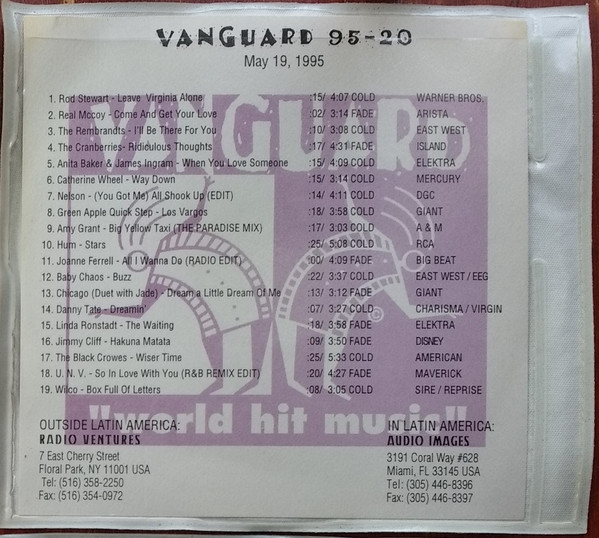 VANGUARD 95-20
May 19, 1995
VANGUARD
1. Rod Stewart - Leave Virginia Alone :15/ 4:07 COLD WARNER BROS.
2. Real Mccoy - Come And Get Your Love :02/ 3:14 FADE ARISTA
3. The Rembrandts - I'll Be There For You :10/ 3:08 COLD EAST WEST
4. The Cranberries- Ridiculous Thoughts :17/ 4:31 FADE ISLAND
5. Anita Baker & James Ingram - When You Love Someone :15/ 4:09 COLD ELEKTRA
6. Catherine Wheel - Way Down :15/ 3:14 COLD MERCURY
7. Nelson - (You Got Me) All Shook Up (EDIT) :14/ 4:11 COLD DGC
8. Green Apple Quick Step - Los Vargos :18/ 3:58 COLD GIANT
9. Amy Grant - Big Yellow Taxi (THE PARADISE MIX) :17/ 3:03 COLD A & M
10. Hum - Stars :25/ 5:08 COLD RCA
11. Joanne Ferrell - All I Wanna Do (RADIO EDIT) :00/ 4:09 FADE BIG BEAT
12. Baby Chaos - Buzz :22/ 3:37 COLD EAST WEST / EEG
13. Chicago (Duet with Jade) - Dream a Little Dream Of Me :13/ 3:12 FADE GIANT
14. Danny Tate - Dreamin' :07/ 3:27 COLD CHARISMA / VIRGIN
15. Linda Ronstadt - The Waiting :18/ 3:58 FADE ELEKTRA
16. Jimmy Cliff - Hakuna Matata :09/ 3:50 FADE DISNEY
17. The Black Crowes - Wiser Time :25/ 5:33 COLD AMERICAN
18. U. N. V. - So In Love With You (R&B REMIX EDIT) :20/ 4:27 FADE MAVERICK
19. Wilco - Box Full Of Letters :08/ 3:05 COLD SIRE / REPRISE
©
"world hit music"
OUTSIDE LATIN AMERICA:
RADIO VENTURES
7 East Cherry Street
Floral Park, NY 11001 USA
Tel: (516) 358-2250
Fax: (516) 354-0972
IN LATIN AMERICA:
AUDIO IMAGES
3191 Coral Way #628
Miami, FL 33145 USA
Tel: (305) 446-8396
Fax: (305) 446-8397